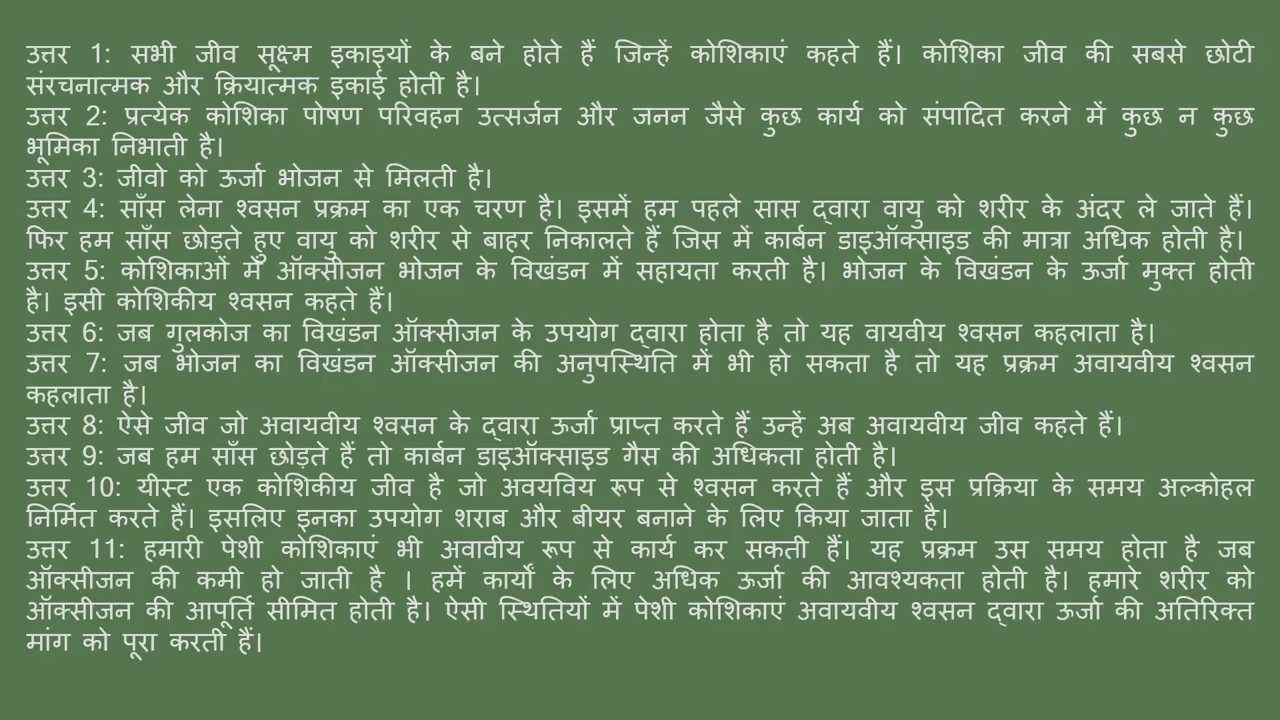 उत्तर 1: सभी जीव सूक्ष्म इकाइयों के बने होते हैं जिन्हें कोशिकाएं कहते हैं। कोशिका जीव की सबसे छोटी
संरचनात्मक और क्रियात्मक इकाई होती है।
उत्तर 2: प्रत्येक कोशिका पोषण परिवहन उत्सर्जन और जनन जैसे कुछ कार्य को संपादित करने में कुछ न कुछ
भूमिका निभाती है।
उत्तर 3: जीवो को ऊर्जा भोजन से मिलती है।
उत्तर 4: साँस लेना श्वसन प्रक्रम का एक चरण है। इसमें हम पहले सास द्वारा वायु को शरीर के अंदर ले जाते हैं।
फिर हम साँस छोड़ते हुए वायु को शरीर से बाहर निकालते हैं जिस में कार्बन डाइऑक्साइड की मात्रा अधिक होती है।
उत्तर 5: कोशिकाओं में ऑक्सीजन भोजन के विखंडन में सहायता करती है। भोजन के विखंडन के ऊर्जा मुक्त होती
है। इसी कोशिकीय श्वसन कहते हैं।
उत्तर 6: जब गुलकोज का विखंडन ऑक्सीजन के उपयोग द्वारा होता है तो यह वायवीय श्वसन कहलाता है।
उत्तर 7: जब भोजन का विखंडन ऑक्सीजन की अनुपस्थिति में भी हो सकता है तो यह प्रक्रम अवायवीय श्वसन
कहलाता है।
उत्तर 8: ऐसे जीव जो अवायवीय श्वसन के द्वारा ऊर्जा प्राप्त करते हैं उन्हें अब अवायवीय जीव कहते हैं।
उत्तर 9: जब हम साँस छोड़ते हैं तो कार्बन डाइऑक्साइड गैस की अधिकता होती है।
उत्तर 10: यीस्ट एक कोशिकीय जीव है जो अवयविय रूप से श्वसन करते हैं और इस प्रक्रिया के समय अल्कोहल
निर्मित करते हैं। इसलिए इनका उपयोग शराब और बीयर बनाने के लिए किया जाता है।
उत्तर 11: हमारी पेशी कोशिकाएं भी अवावीय रूप से कार्य कर सकती हैं। यह प्रक्रम उस समय होता है जब
ऑक्सीजन की कमी हो जाती है । हमें कार्यों के लिए अधिक ऊर्जा की आवश्यकता होती है। हमारे शरीर को
ऑक्सीजन की आपूर्ति सीमित होती है। ऐसी स्थितियों में पेशी कोशिकाएं अवायवीय श्वसन द्वारा ऊर्जा की अतिरिक्त
मांग को पूरा करती हैं।